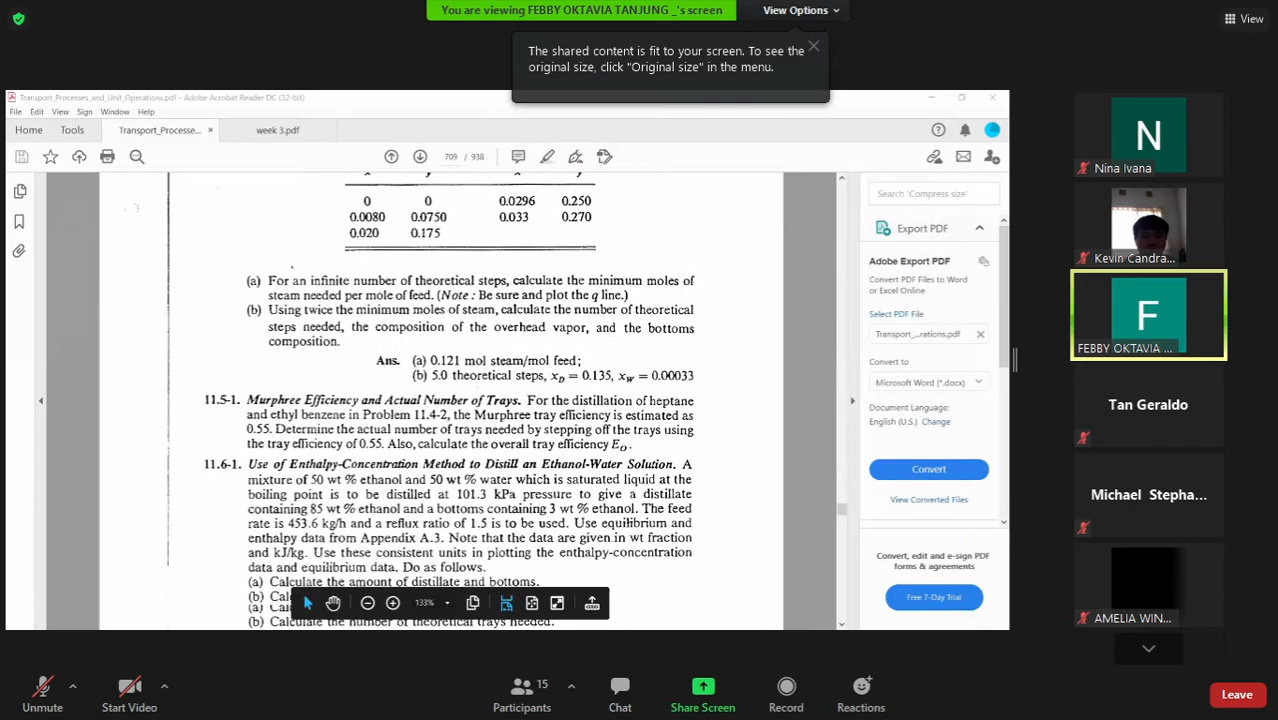 You are viewing FEBBY OKTAVIA TANJUNG _'s screen
View Options
View
The shared content is fit to your screen. To see the
original size, click "Original size" in the menu.
Transport_Processes_and_Unit_Operations.pdf - Adobe Acrobat Reader DC (32-bit)
File Edit View Sign Window Help
Home Tools Transport_Processe... × week 3.pdf
709 / 938
Search 'Compress size'
0 0 0.0296 0.250
0.0080 0.0750 0.033 0.270
0.020 0.175
(a) For an infinite number of theoretical steps, calculate the minimum moles of
steam needed per mole of feed. (Note : Be sure and plot the q line.)
(b) Using twice the minimum moles of steam, calculate the number of theoretical
steps needed, the composition of the overhead vapor, and the bottoms
composition.
Ans. (a) 0.121 mol steam/mol feed;
(b) 5.0 theoretical steps, xD = 0.135, xW = 0.00033
11.5-1. Murphree Efficiency and Actual Number of Trays. For the distillation of heptane
and ethyl benzene in Problem 11.4-2, the Murphree tray efficiency is estimated as
0.55. Determine the actual number of trays needed by stepping off the trays using
the tray efficiency of 0.55. Also, calculate the overall tray efficiency EO.
11.6-1. Use of Enthalpy-Concentration Method to Distill an Ethanol-Water Solution. A
mixture of 50 wt % ethanol and 50 wt % water which is saturated liquid at the
boiling point is to be distilled at 101.3 kPa pressure to give a distillate
containing 85 wt % ethanol and a bottoms containing 3 wt % ethanol. The feed
rate is 453.6 kg/h and a reflux ratio of 1.5 is to be used. Use equilibrium and
enthalpy data from Appendix A.3. Note that the data are given in wt fraction
and kJ/kg. Use these consistent units in plotting the enthalpy-concentration
data and equilibrium data. Do as follows.
(a) Calculate the amount of distillate and bottoms.
(b) Calc
(a) Calc
(b) Calculate the number of theoretical trays needed.
133%
Export PDF
Adobe Export PDF
Convert PDF Files to Word
or Excel Online
Select PDF File
Transport_...rations.pdf
Convert to
Microsoft Word (*.docx)
Document Language:
English (U.S.) Change
Convert
View Converted Files
Convert, edit and e-sign PDF
forms & agreements
Free 7-Day Trial
N
Nina Ivana
Kevin Candra...
F
FEBBY OKTAVIA ...
Tan Geraldo
Michael Stepha...
AMELIA WIN...
Unmute
Start Video
15
Participants
Chat
Share Screen
Record
Reactions
Leave